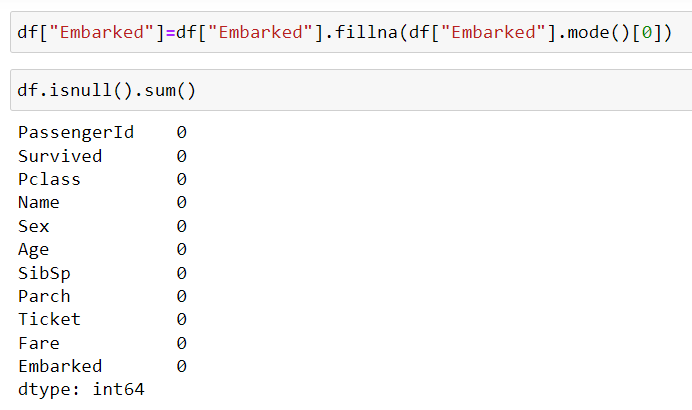 df["Embarked"]=df["Embarked"].fillna(df["Embarked"].mode()[0])
df.isnull().sum()
PassengerId    0
Survived       0
Pclass         0
Name           0
Sex            0
Age            0
SibSp          0
Parch          0
Ticket         0
Fare           0
Embarked       0
dtype: int64